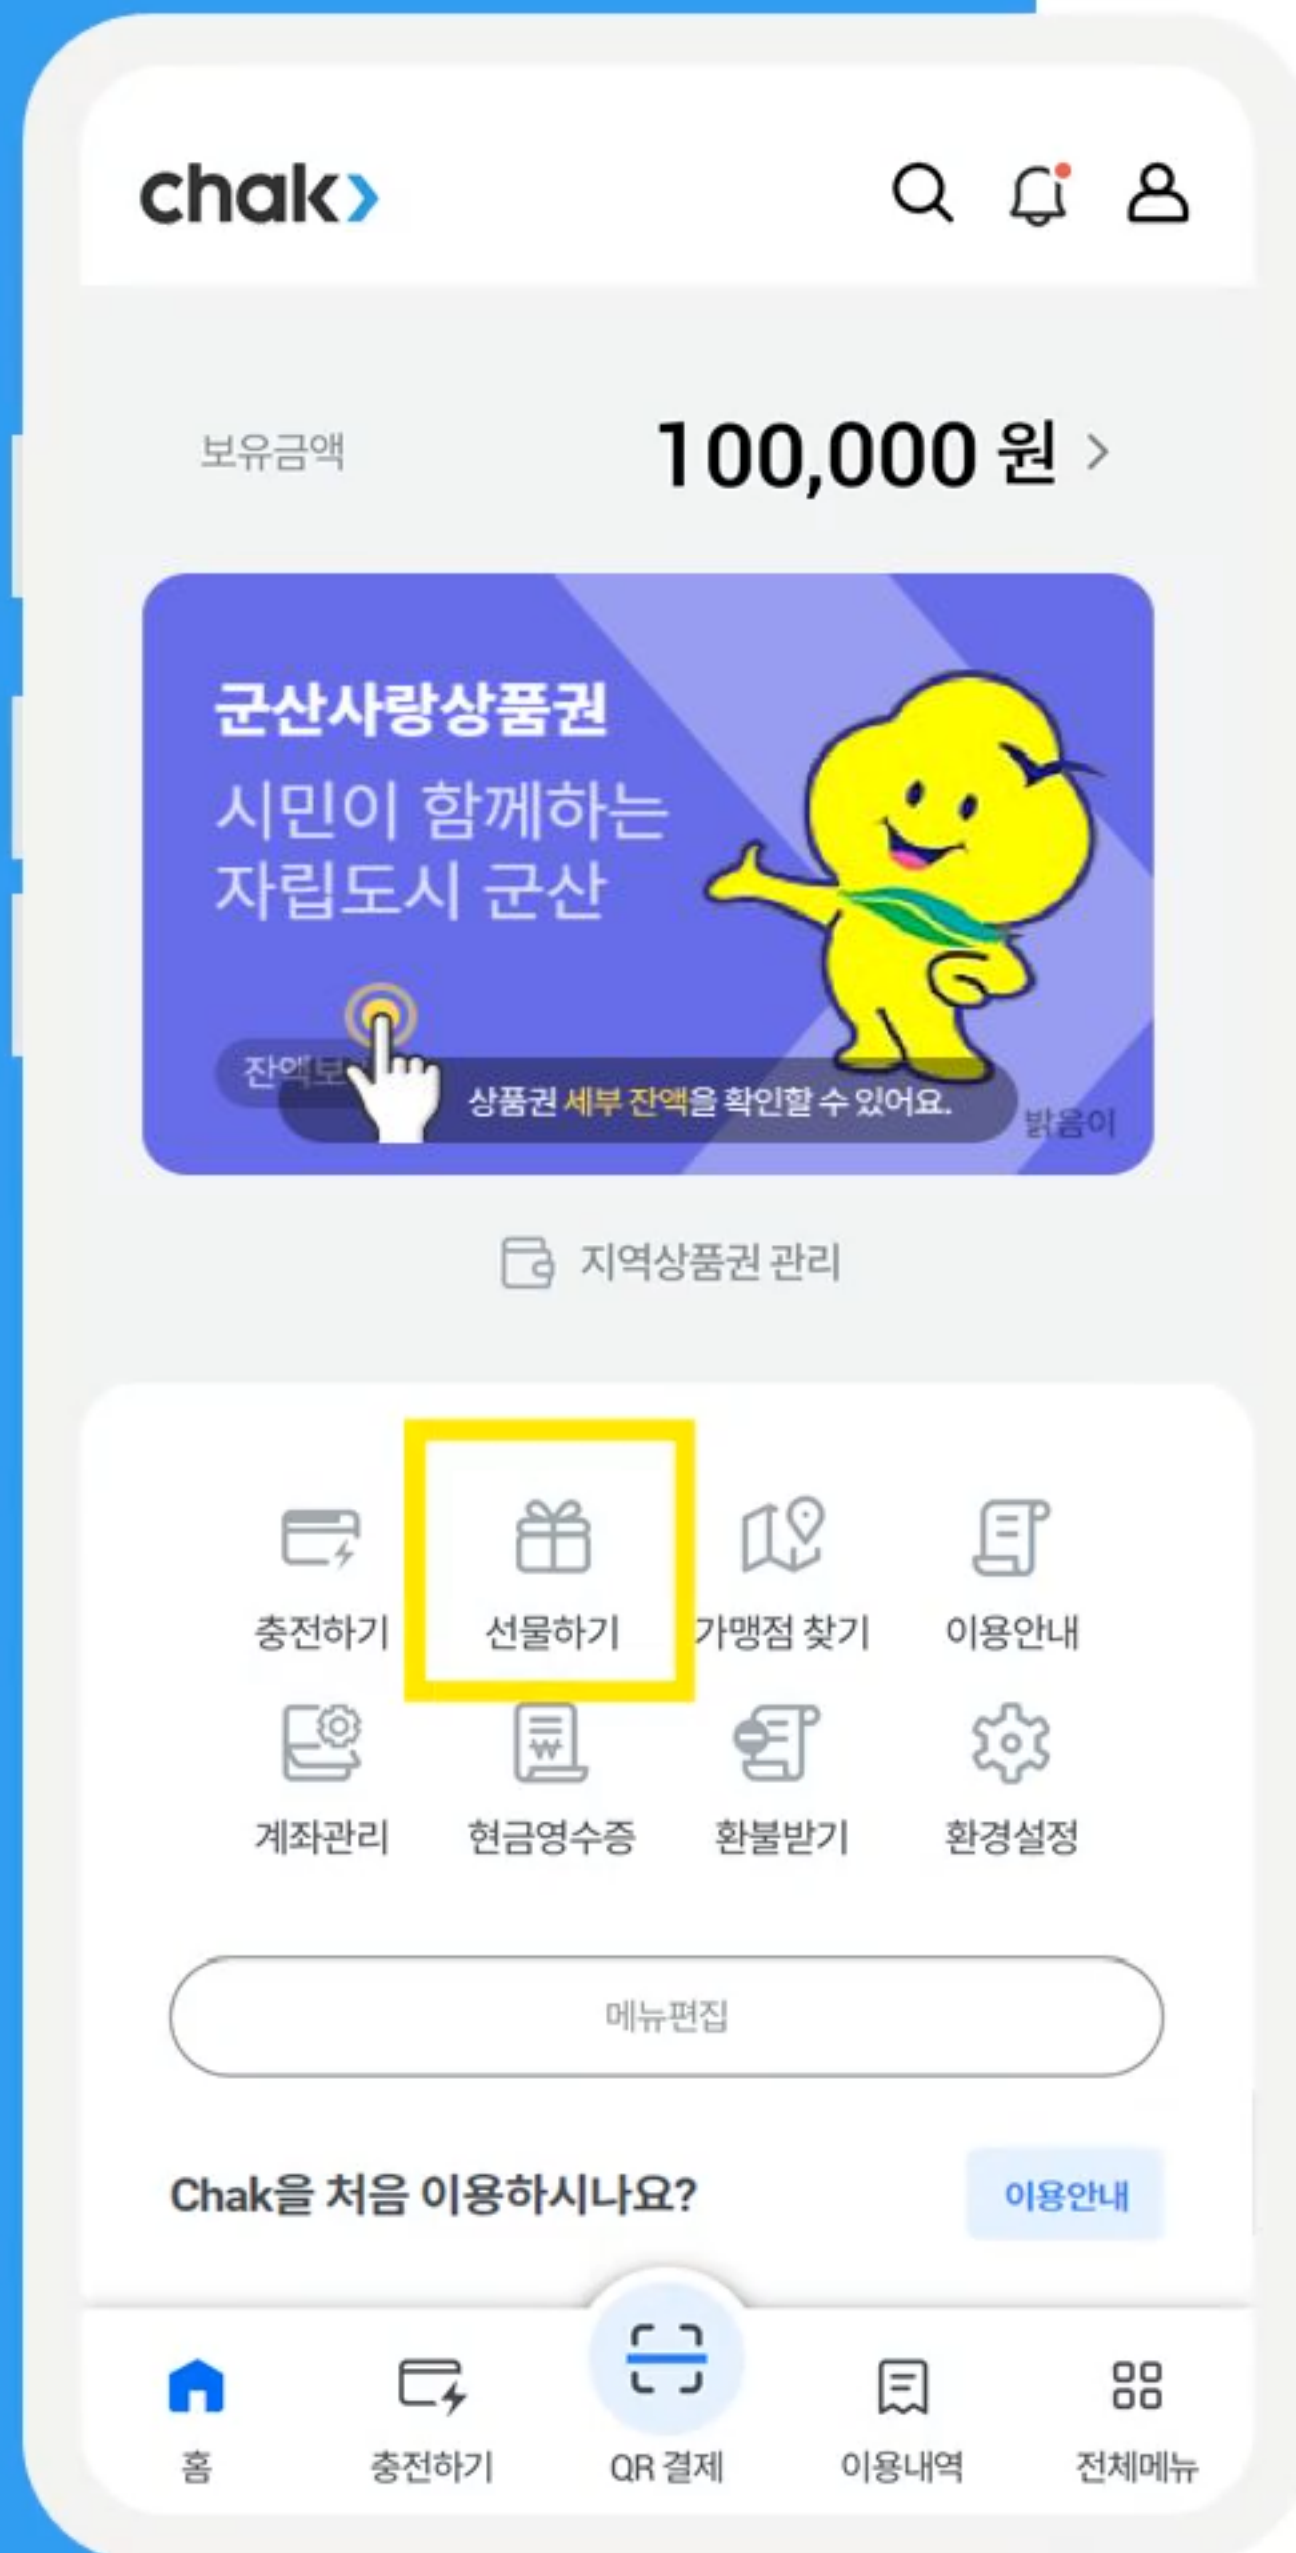 chak
보유금액 100,000 원
군산사랑상품권
시민이 함께하는
자립도시 군산
잔액보
상품권 세부 잔액을 확인할 수 있어요.
밝음이
지역상품권 관리
충전하기 선물하기 가맹점 찾기 이용안내
계좌관리 현금영수증 환불받기 환경설정
메뉴편집
Chak을 처음 이용하시나요? 이용안내
홈 충전하기 QR 결제 이용내역 전체메뉴